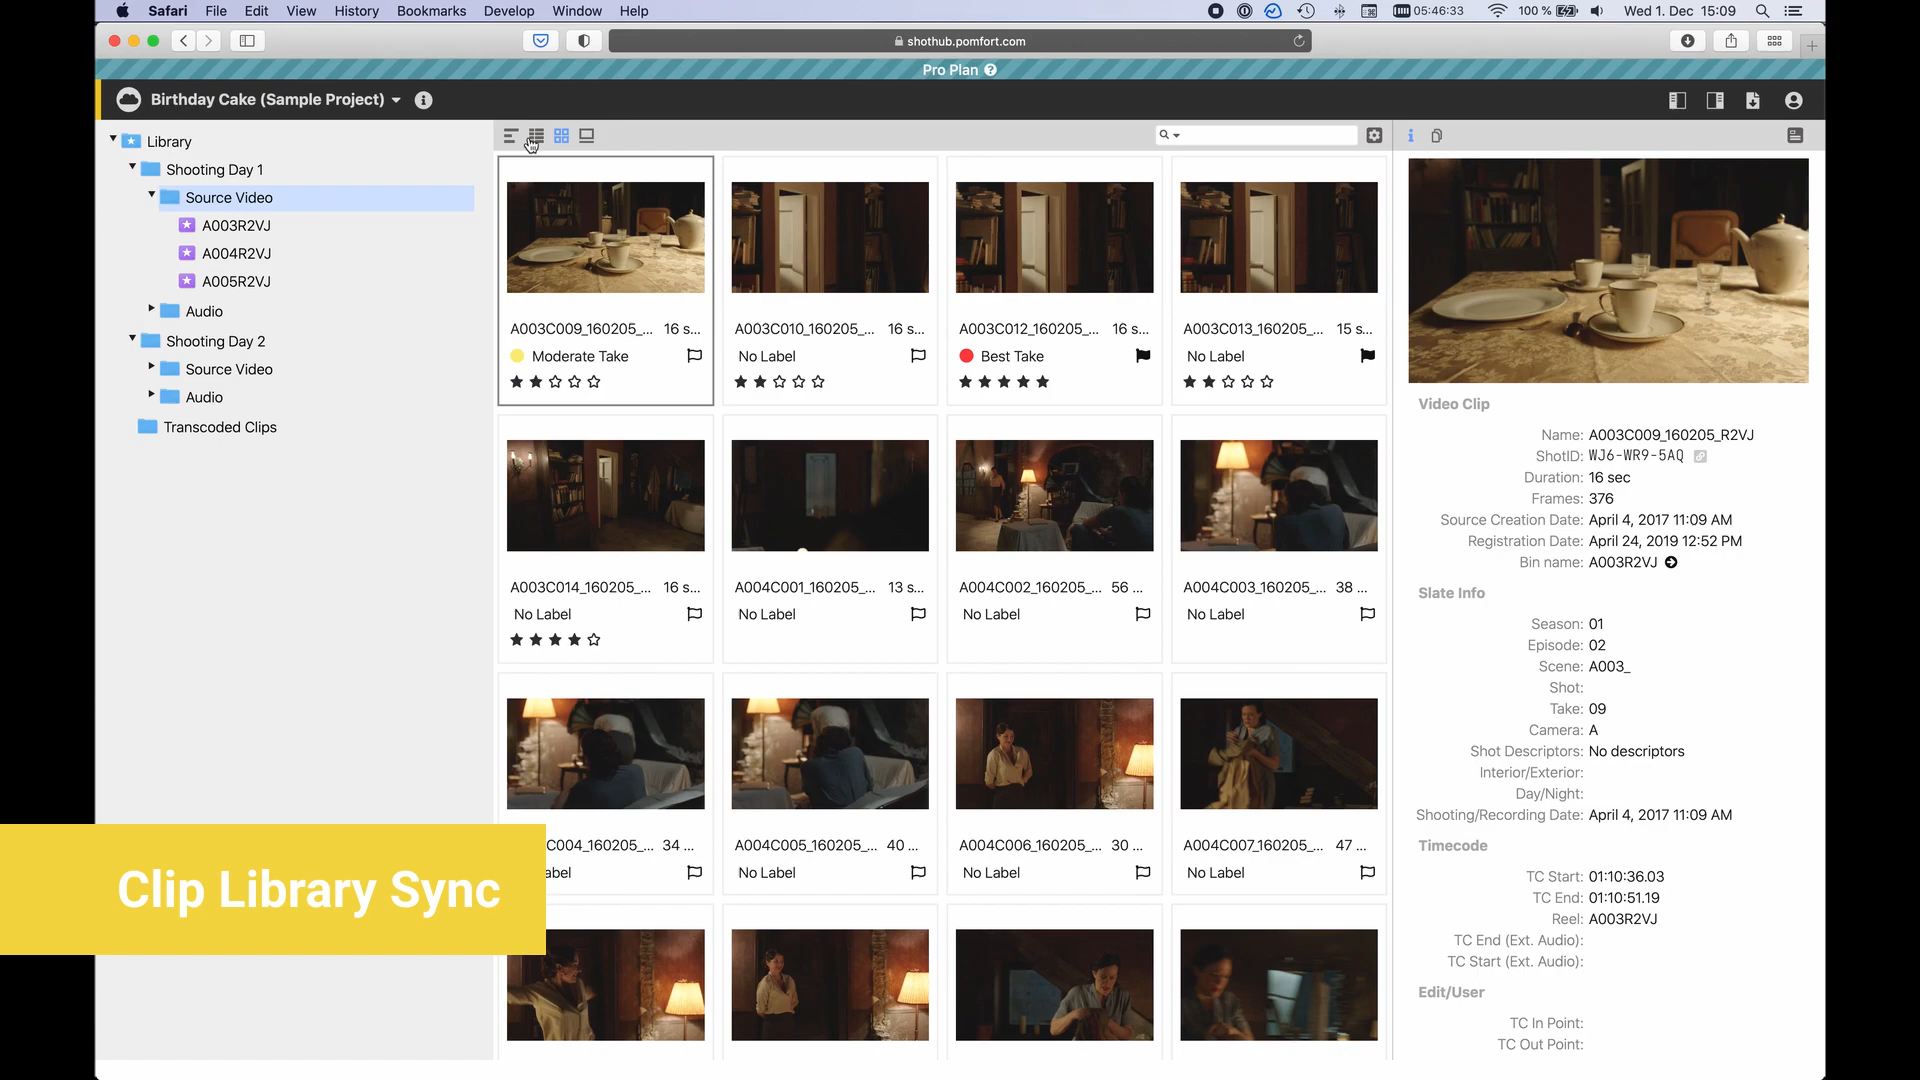 Safari File Edit View History Bookmarks Develop Window Help 05:46:33 100 % Wed 1. Dec 15:09
shothub.pomfort.com
Pro Plan ?
Birthday Cake (Sample Project)
Library
Shooting Day 1
Source Video
A003R2VJ
A004R2VJ
A005R2VJ
Audio
Shooting Day 2
Source Video
Audio
Transcoded Clips
A003C009_160205_... 16 s...
Moderate Take
A003C010_160205_... 16 s...
No Label
A003C012_160205_... 16 s...
Best Take
A003C013_160205_... 15 s...
No Label
A003C014_160205_... 16 s...
No Label
A004C001_160205_... 13 s...
No Label
A004C002_160205_... 56 ...
No Label
A004C003_160205_... 38 ...
No Label
C004_160205_... 34 ...
abel
A004C005_160205_... 40 ...
No Label
A004C006_160205_... 30 ...
No Label
A004C007_160205_... 47 ...
No Label
Clip Library Sync
Video Clip
Name: A003C009_160205_R2VJ
ShotID: WJ6-WR9-5AQ
Duration: 16 sec
Frames: 376
Source Creation Date: April 4, 2017 11:09 AM
Registration Date: April 24, 2019 12:52 PM
Bin name: A003R2VJ
Slate Info
Season: 01
Episode: 02
Scene: A003_
Shot:
Take: 09
Camera: A
Shot Descriptors: No descriptors
Interior/Exterior:
Day/Night:
Shooting/Recording Date: April 4, 2017 11:09 AM
Timecode
TC Start: 01:10:36.03
TC End: 01:10:51.19
Reel: A003R2VJ
TC End (Ext. Audio):
TC Start (Ext. Audio):
Edit/User
TC In Point:
TC Out Point: